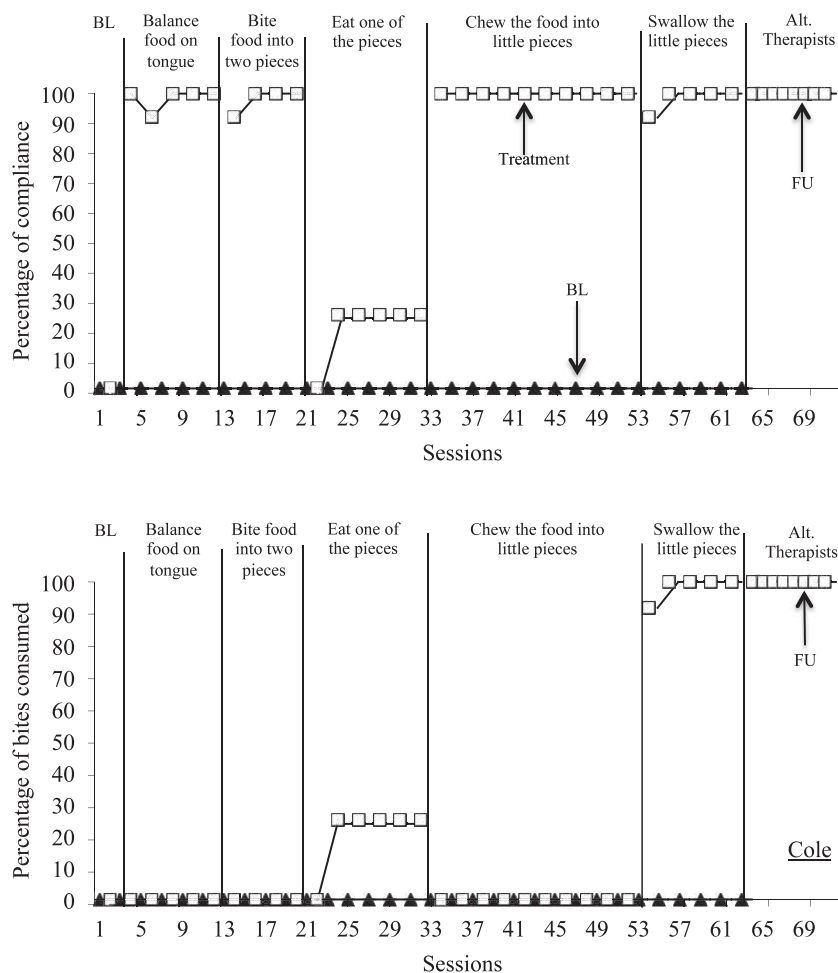 BL
Balance
food on
tongue
Bite
food into
two pieces
Eat one of
the pieces
Chew the food into
little pieces
Swallow the
little pieces
Alt.
Therapists
Percentage of compliance
100
90
80
70
60
50
40
30
20
10
0
Treatment
BL
FU
1 5 9 13 17 21 25 29 33 37 41 45 49 53 57 61 65 69
Sessions
BL
Balance
food on
tongue
Bite food
into two
pieces
Eat one of
the pieces
Chew the food into
little pieces
Swallow the
little pieces
Alt.
Therapists
Percentage of bites consumed
100
90
80
70
60
50
40
30
20
10
0
FU
Cole
1 5 9 13 17 21 25 29 33 37 41 45 49 53 57 61 65 69
Sessions